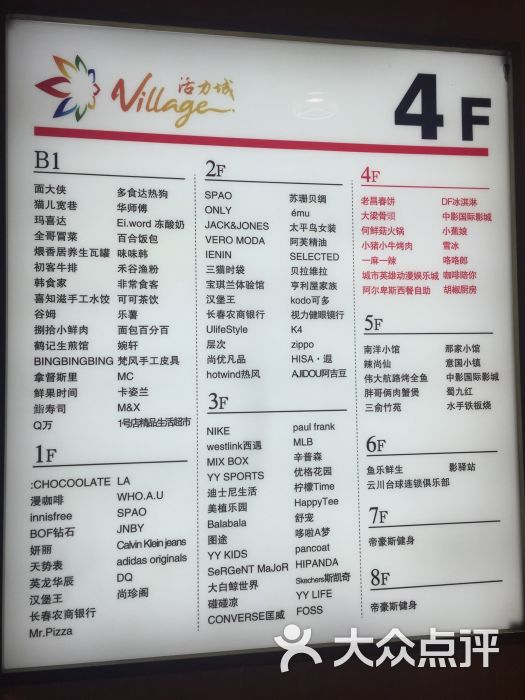 活力城
Village
4F
B1
面大侠
猫儿宽巷
玛喜达
全哥冒菜
煨香居养生瓦罐
初客牛排
韩食家
喜知滋手工水饺
谷姆
捌拾小鲜肉
鹤记生煎馆
BINGBINGBING
拿督斯里
鲜果时间
鮨寿司
Q万
多食达热狗
华师傅
Ei.word 冻酸奶
百合饭包
味味韩
禾谷渔粉
非常食客
可可茶饮
乐薯
面包百分百
婉轩
梵风手工皮具
MC
卡姿兰
M&X
1号店精品生活超市
1F
:CHOCOOLATE
漫咖啡
innisfree
BOF钻石
妍丽
天势表
英龙华辰
汉堡王
长春农商银行
Mr.Pizza
LA
WHO.A.U
SPAO
JNBY
Calvin Klein jeans
adidas originals
DQ
尚珍阁
2F
SPAO
ONLY
JACK&JONES
VERO MODA
IENIN
三猫时袋
宝琪兰体验馆
汉堡王
长春农商银行
UlifeStyle
层次
尚优凡品
hotwind热风
苏珊贝绸
ému
太平鸟女装
阿芙精油
SELECTED
贝拉维拉
亨利屋家族
kodo可多
视力健眼镜行
K4
zippo
HISA·遐
AJIDOU阿吉豆
3F
NIKE
westlink西遇
MIX BOX
YY SPORTS
迪士尼生活
美植乐园
Balabala
图途
YY KIDS
SeRGeNT MaJoR
大白鲸世界
碰碰凉
CONVERSE匡威
paul frank
MLB
辛普森
优格花园
柠檬Time
HappyTee
舒宠
哆啦A梦
pancoat
HIPANDA
Skechers斯凯奇
YY LIFE
FOSS
4F
老昌春饼
大梁骨头
何鲜菇火锅
小猪小牛烤肉
一麻一辣
城市英雄动漫娱乐城
阿尔卑斯西餐自助
DF冰淇淋
中影国际影城
小蕉娘
雪冰
咯咯郎
咖啡陪你
胡椒厨房
5F
南洋小馆
辣尚仙
伟大航路烤全鱼
胖哥俩肉蟹煲
三俞竹苑
那家小馆
意国小镇
中影国际影城
蜀九红
水手铁板烧
6F
鱼乐鲜生
云川台球连锁俱乐部
影驿站
7F
帝豪斯健身
8F
帝豪斯健身
大众点评